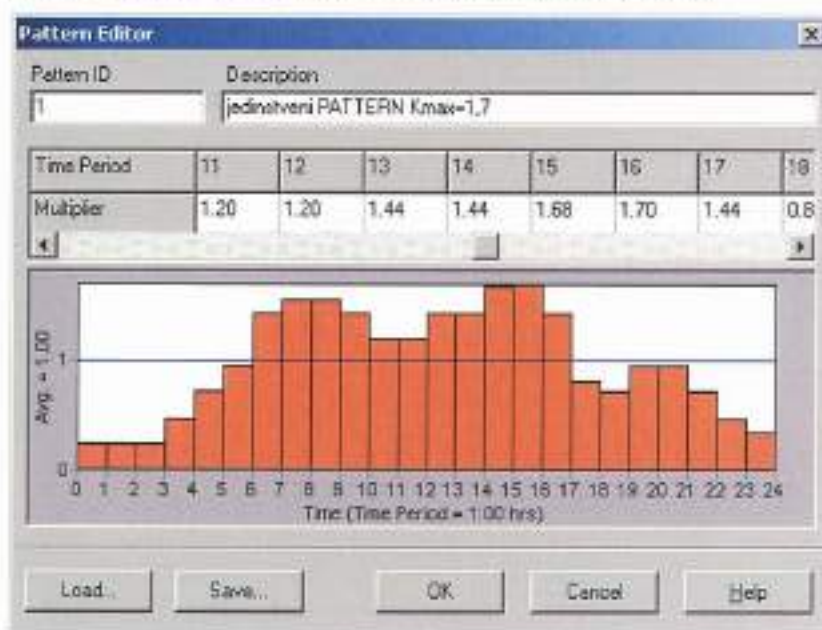 Pattern Editor
Pattern ID Description
1 jedinstveni PATTERN Kmax=1,7
Time Period 11 12 13 14 15 16 17 18
Multiplier 1.20 1.20 1.44 1.44 1.68 1.70 1.44 0.8
Avg. = 1.00
1
0
0 1 2 3 4 5 6 7 8 9 10 11 12 13 14 15 16 17 18 19 20 21 22 23 24
Time (Time Period = 1:00 hrs)
Load... Save... OK Cancel Help